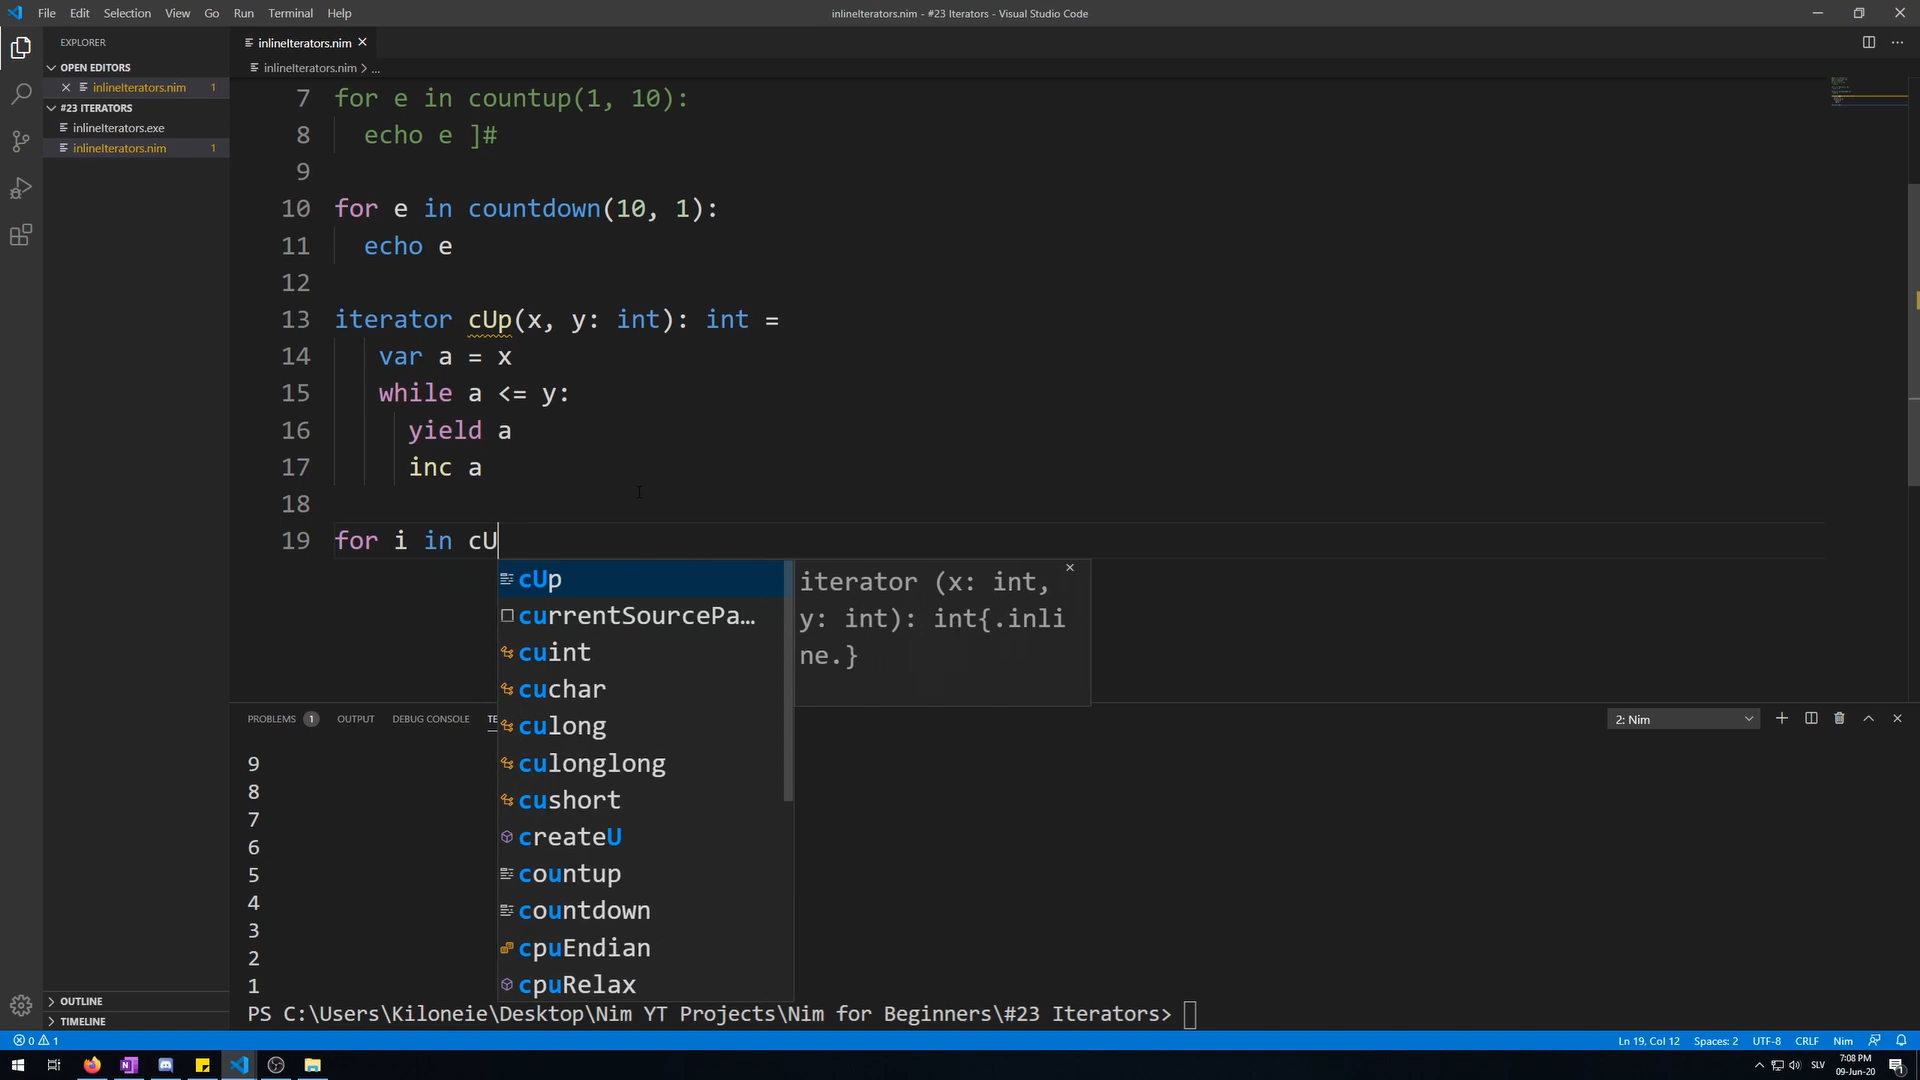 File Edit Selection View Go Run Terminal Help
inlineIterators.nim - #23 Iterators - Visual Studio Code
EXPLORER
OPEN EDITORS
inlineIterators.nim 1
#23 ITERATORS
inlineIterators.exe
inlineIterators.nim 1
OUTLINE
TIMELINE
inlineIterators.nim
inlineIterators.nim > ...
7 for e in countup(1, 10):
8 echo e ]#
9
10 for e in countdown(10, 1):
11 echo e
12
13 iterator cUp(x, y: int): int =
14 var a = x
15 while a <= y:
16 yield a
17 inc a
18
19 for i in cU
cUp
currentSourcePa...
cuint
cuchar
culong
culonglong
cushort
createU
countup
countdown
cpuEndian
cpuRelax
iterator (x: int,
y: int): int{.inli
ne.}
PROBLEMS 1 OUTPUT DEBUG CONSOLE TE
2: Nim
9
8
7
6
5
4
3
2
1
PS C:\Users\Kiloneie\Desktop\Nim YT Projects\Nim for Beginners\#23 Iterators>
0 1
Ln 19, Col 12 Spaces: 2 UTF-8 CRLF Nim
SLV
7:08 PM
09-Jun-20
1